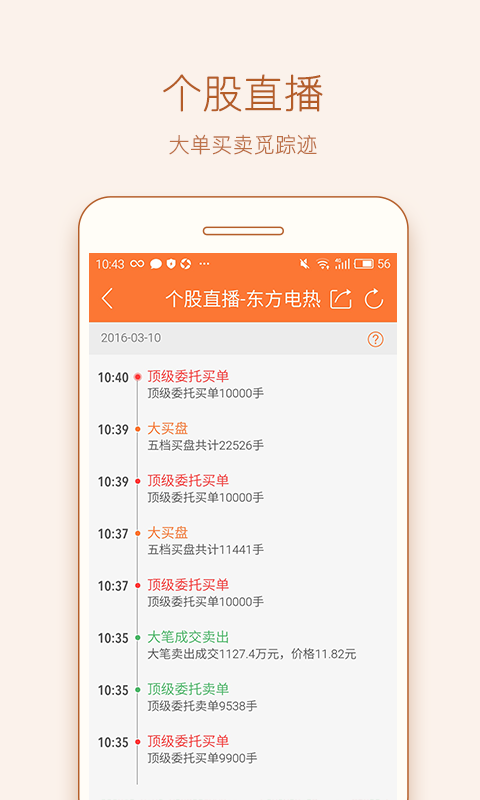 个股直播
大单买卖觅踪迹
10:43 4G 56
个股直播-东方电热
2016-03-10 ?
10:40 顶级委托买单
顶级委托买单10000手
10:39 大买盘
五档买盘共计22526手
10:39 顶级委托买单
顶级委托买单10000手
10:37 大买盘
五档买盘共计11441手
10:37 顶级委托买单
顶级委托买单10000手
10:35 大笔成交卖出
大笔卖出成交1127.4万元，价格11.82元
10:35 顶级委托卖单
顶级委托卖单9538手
10:35 顶级委托买单
顶级委托买单9900手